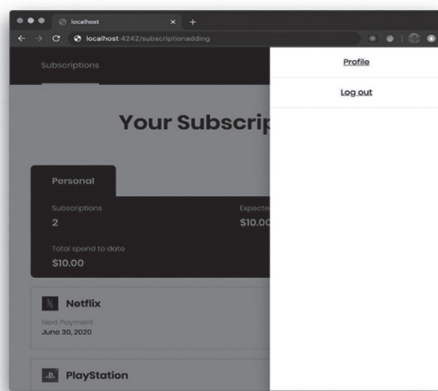 localhost
localhost:4242/subscriptionadding
Subscriptions
Profile
Log out
Your Subscrip
Personal
Subscriptions
Expected
2
$10.00
Total spend to date
$10.00
Netflix
Next Payment
June 30, 2020
PlayStation